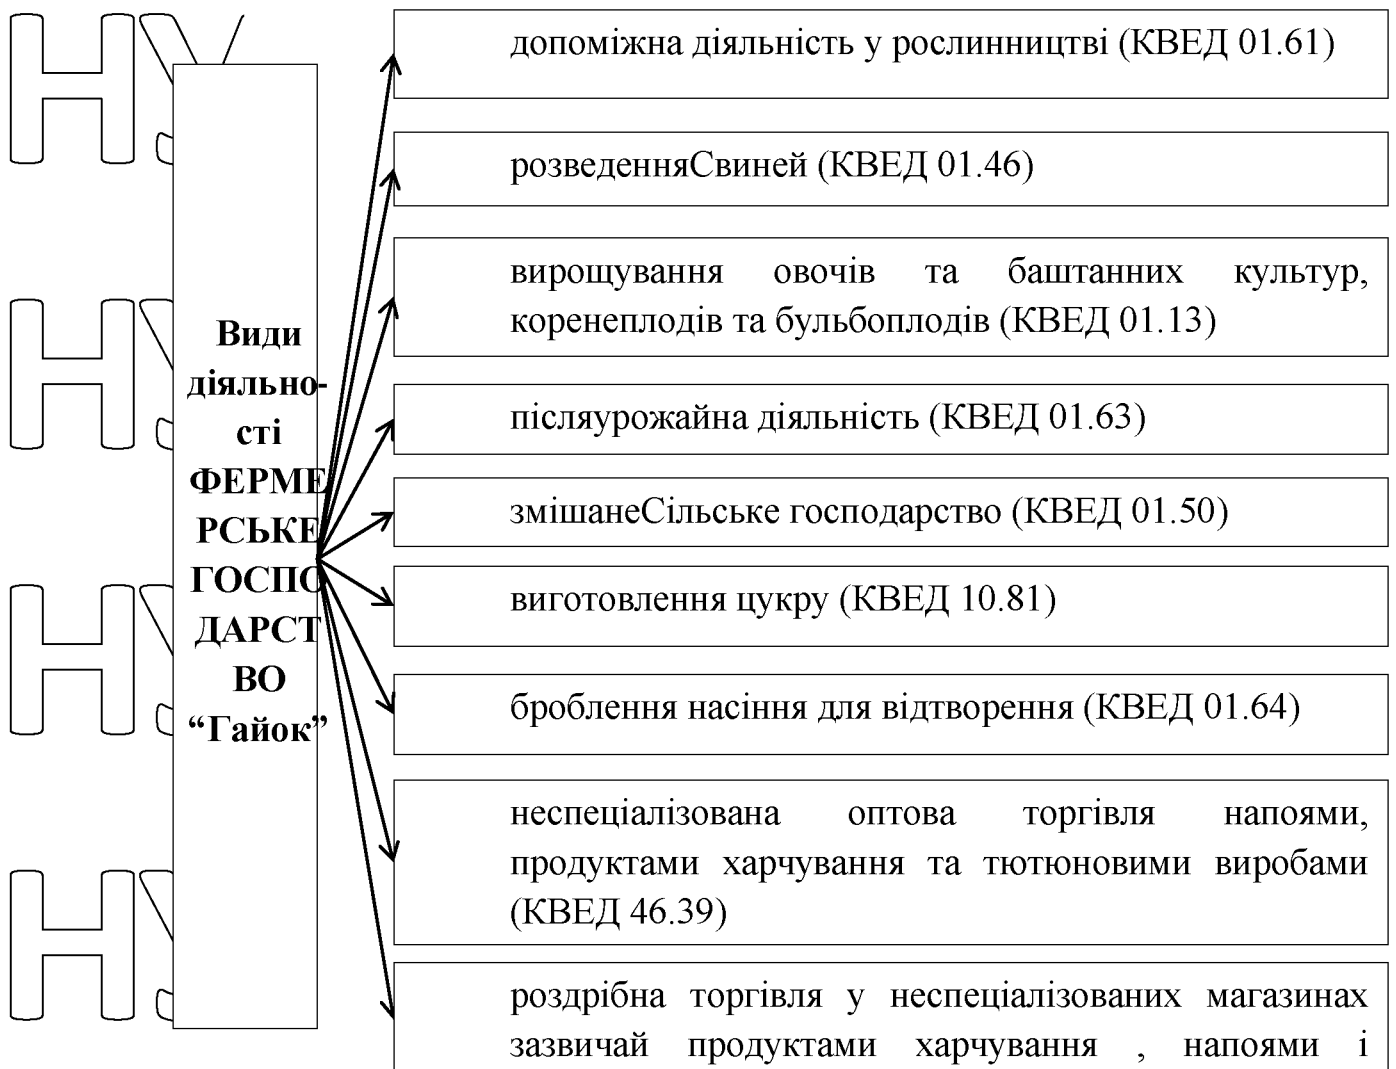 допоміжна діяльність у рослинництві (КВЕД 01.61)
розведенняСвиней (КВЕД 01.46)
вирощування овочів та баштанних культур,
коренеплодів та бульбоплодів (КВЕД 01.13)
Види
діяльно-
сті
ФЕРМЕ
РСЬКЕ
ГОСПО
ДАРСТ
ВО
“Гайок”
післяурожайна діяльність (КВЕД 01.63)
змішанеСільське господарство (КВЕД 01.50)
виготовлення цукру (КВЕД 10.81)
броблення насіння для відтворення (КВЕД 01.64)
неспеціалізована оптова торгівля напоями,
продуктами харчування та тютюновими виробами
(КВЕД 46.39)
роздрібна торгівля у неспеціалізованих магазинах
зазвичай продуктами харчування , напоями і